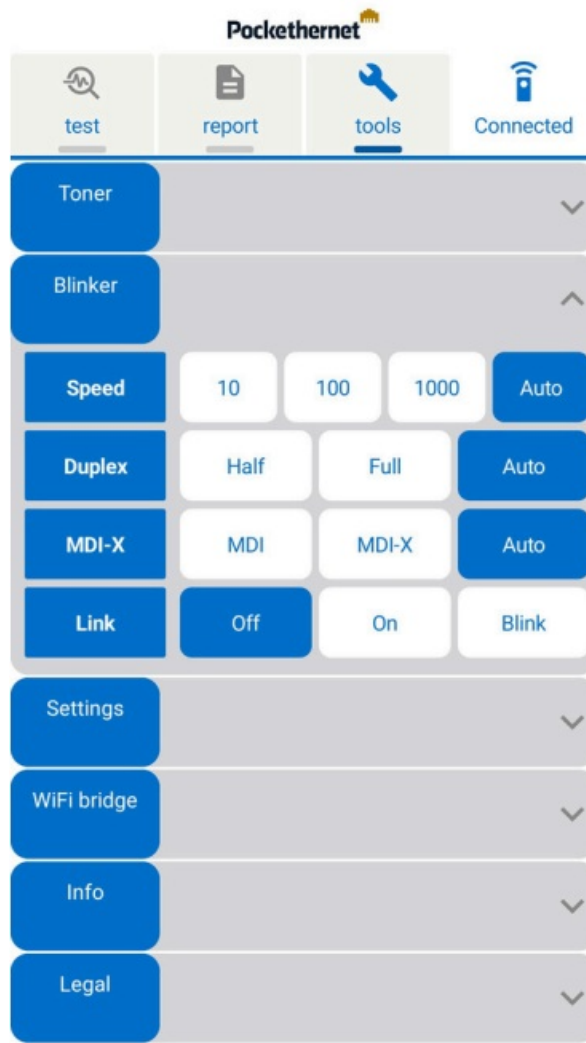 Pockethernet
test report tools Connected
Toner
Blinker
Speed 10 100 1000 Auto
Duplex Half Full Auto
MDI-X MDI MDI-X Auto
Link Off On Blink
Settings
WiFi bridge
Info
Legal